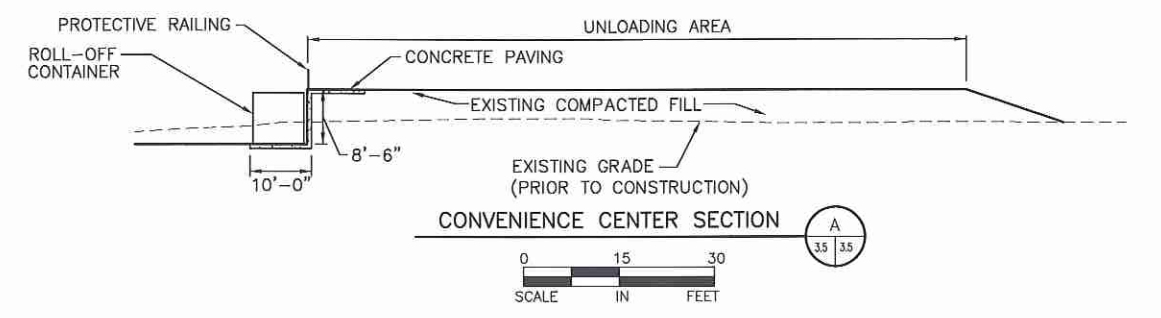 PROTECTIVE RAILING
UNLOADING AREA
ROLL-OFF
CONTAINER
CONCRETE PAVING
EXISTING COMPACTED FILL
8'-6"
10'-0"
EXISTING GRADE
(PRIOR TO CONSTRUCTION)
CONVENIENCE CENTER SECTION
A
3.5 3.5
0 15 30
SCALE IN FEET